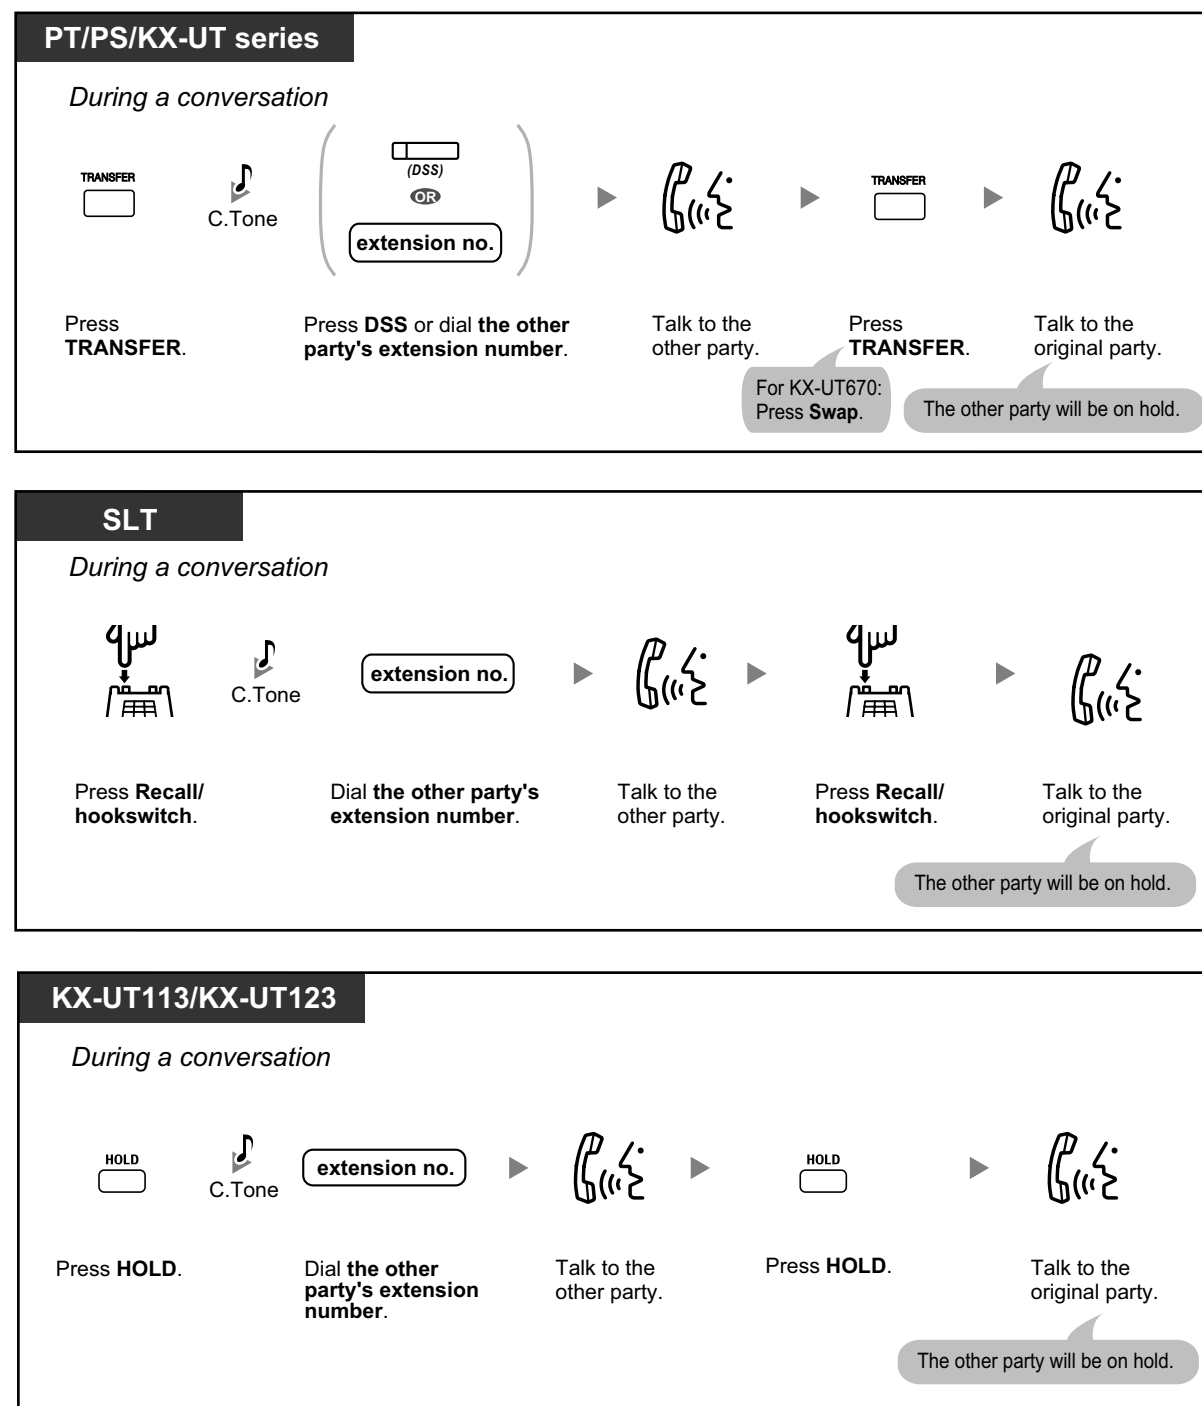 PT/PS/KX-UT series
During a conversation
TRANSFER
C.Tone
(DSS)
OR
extension no.
TRANSFER
Press
TRANSFER.
Press DSS or dial the other
party's extension number.
Talk to the
other party.
Press
TRANSFER.
Talk to the
original party.
For KX-UT670:
Press Swap.
The other party will be on hold.
SLT
During a conversation
C.Tone
extension no.
Press Recall/
hookswitch.
Dial the other party's
extension number.
Talk to the
other party.
Press Recall/
hookswitch.
Talk to the
original party.
The other party will be on hold.
KX-UT113/KX-UT123
During a conversation
HOLD
C.Tone
extension no.
HOLD
Press HOLD.
Dial the other
party's extension
number.
Talk to the
other party.
Press HOLD.
Talk to the
original party.
The other party will be on hold.